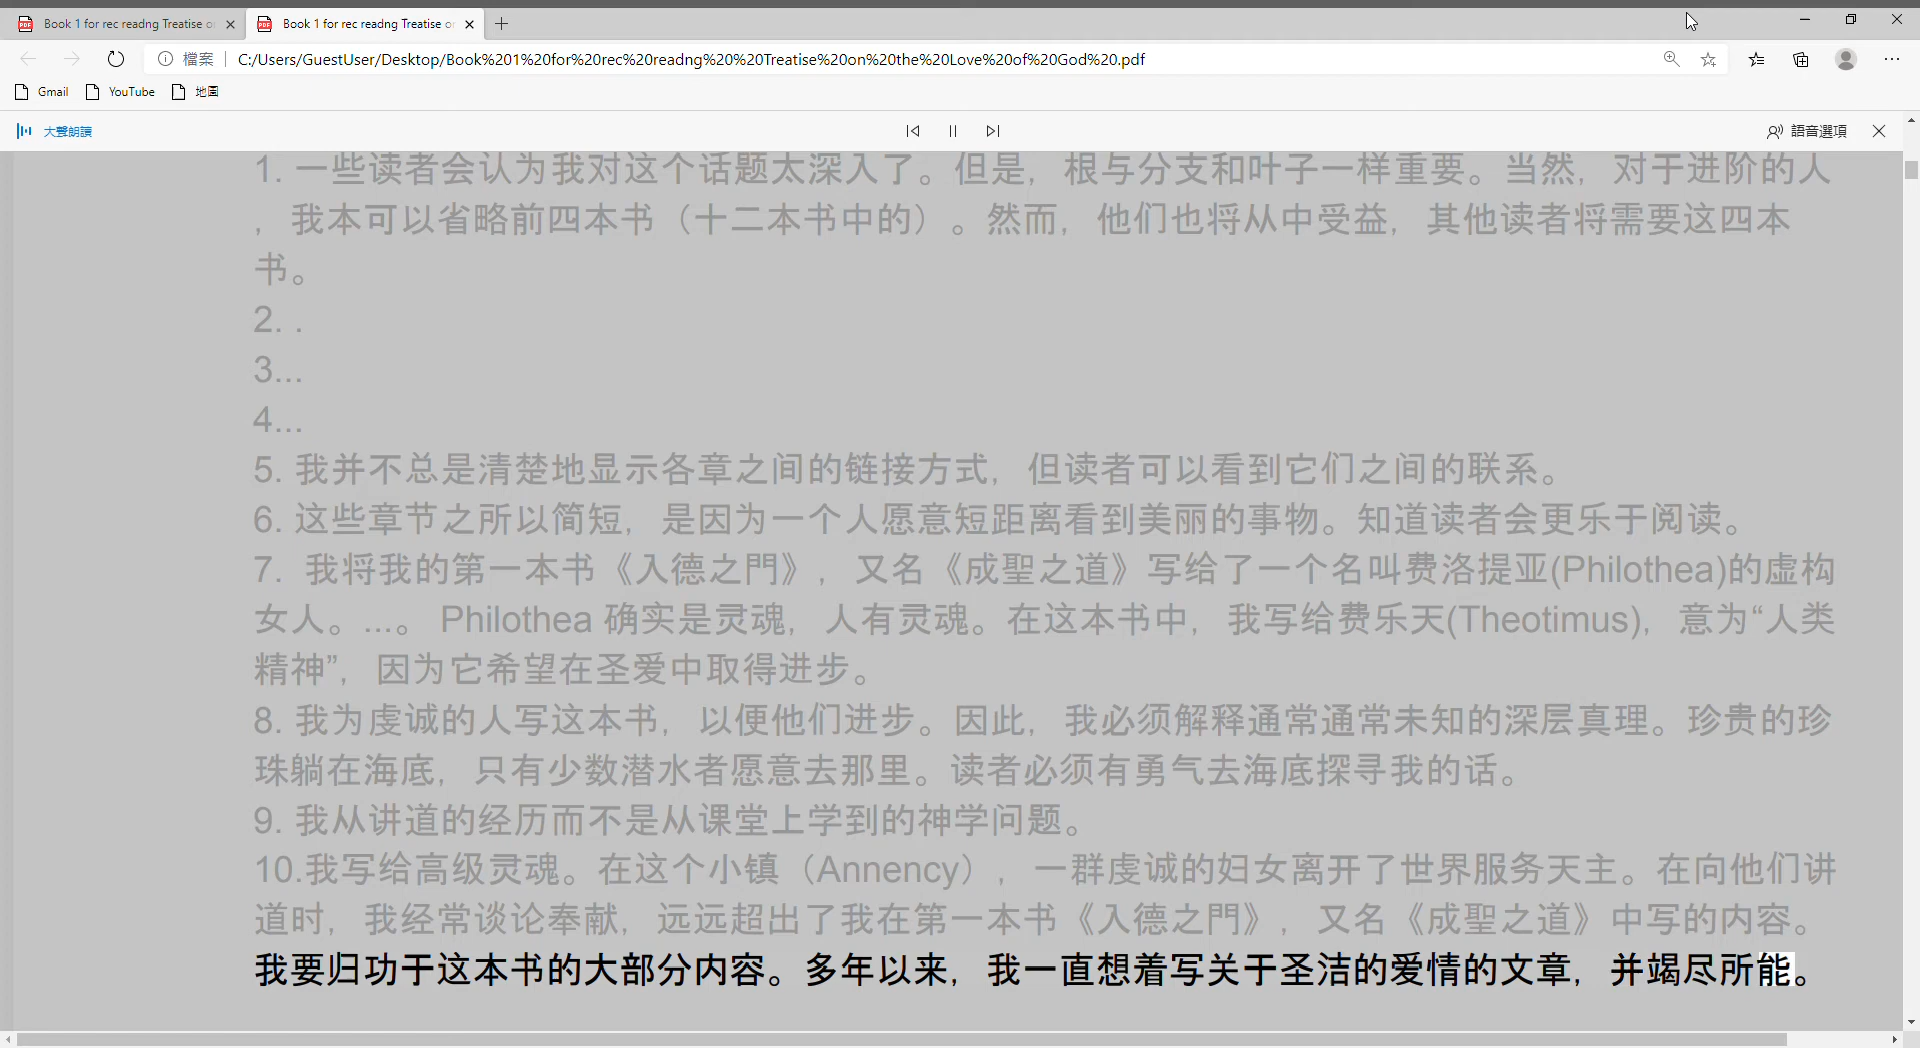 Book 1 for rec readng Treatise or
Book 1 for rec readng Treatise or
檔案
C:/Users/GuestUser/Desktop/Book%201%20for%20rec%20readng%20%20Treatise%20on%20the%20Love%20of%20God%20.pdf
Gmail YouTube 地圖
大聲朗讀
語音選項
1. 一些读者会认为我对这个话题太深入了。但是，根与分支和叶子一样重要。当然，对于进阶的人
，我本可以省略前四本书（十二本书中的）。然而，他们也将从中受益，其他读者将需要这四本
书。
2. .
3...
4...
5. 我并不总是清楚地显示各章之间的链接方式，但读者可以看到它们之间的联系。
6. 这些章节之所以简短，是因为一个人愿意短距离看到美丽的事物。知道读者会更乐于阅读。
7. 我将我的第一本书《入德之門》，又名《成聖之道》写给了一个名叫费洛提亚(Philothea)的虚构
女人。...。 Philothea 确实是灵魂，人有灵魂。在这本书中，我写给费乐天(Theotimus)，意为“人类
精神”，因为它希望在圣爱中取得进步。
8. 我为虔诚的人写这本书，以便他们进步。因此，我必须解释通常通常未知的深层真理。珍贵的珍
珠躺在海底，只有少数潜水者愿意去那里。读者必须有勇气去海底探寻我的话。
9. 我从讲道的经历而不是从课堂上学到的神学问题。
10.我写给高级灵魂。在这个小镇（Annency），一群虔诚的妇女离开了世界服务天主。在向他们讲
道时，我经常谈论奉献，远远超出了我在第一本书《入德之門》，又名《成聖之道》中写的内容。
我要归功于这本书的大部分内容。多年以来，我一直想着写关于圣洁的爱情的文章，并竭尽所能。